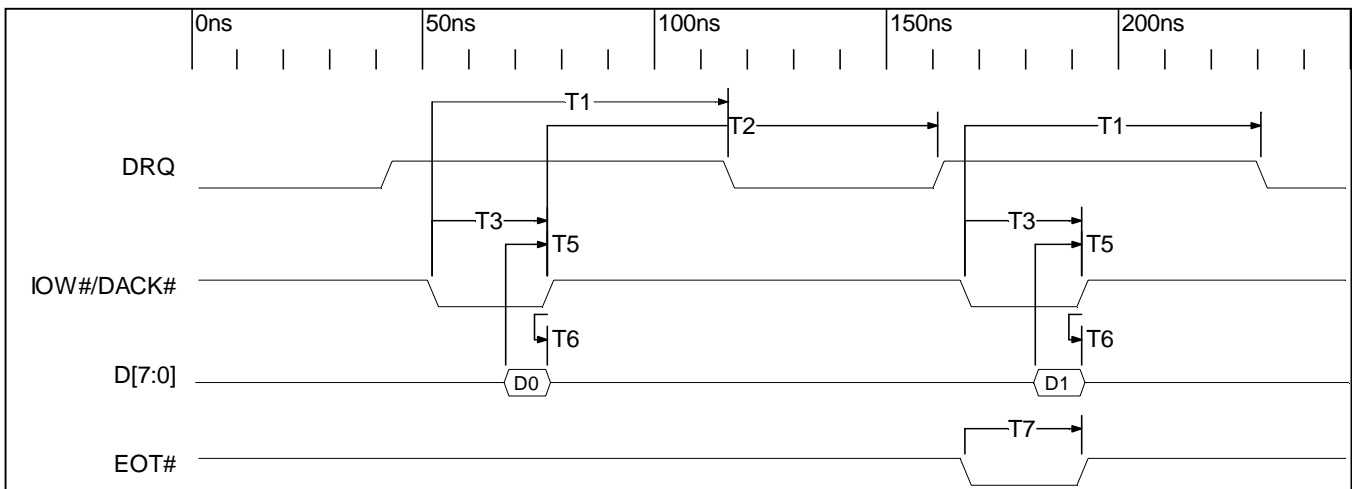 0ns 50ns 100ns 150ns 200ns
T1
T2 T1
DRQ
T3 T3
T5 T5
IOW#/DACK#
T6 T6
D[7:0] D0 D1
T7
EOT#